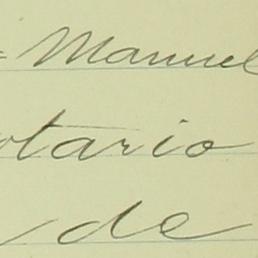 = Manuel
otario
de